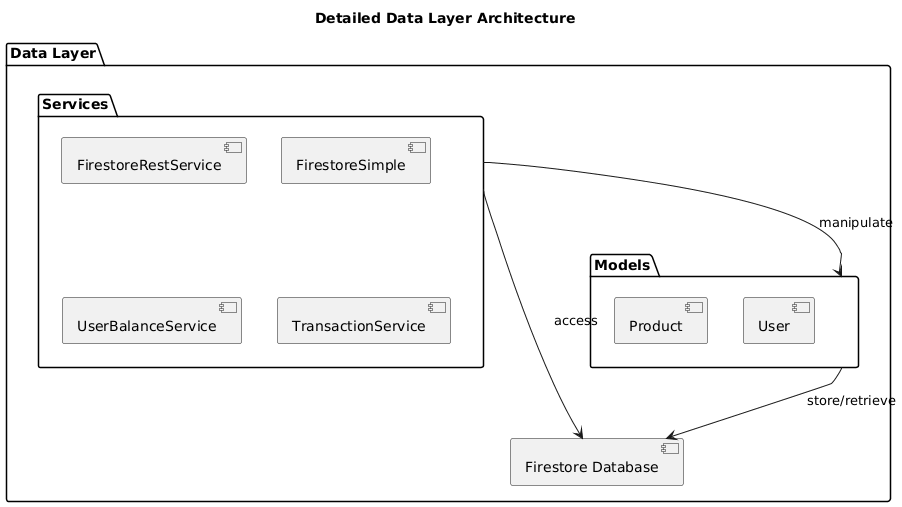 Detailed Data Layer Architecture
Data Layer
Services
FirestoreRestService
FirestoreSimple
manipulate
Models
UserBalanceService
TransactionService
access
Product
User
store/retrieve
Firestore Database